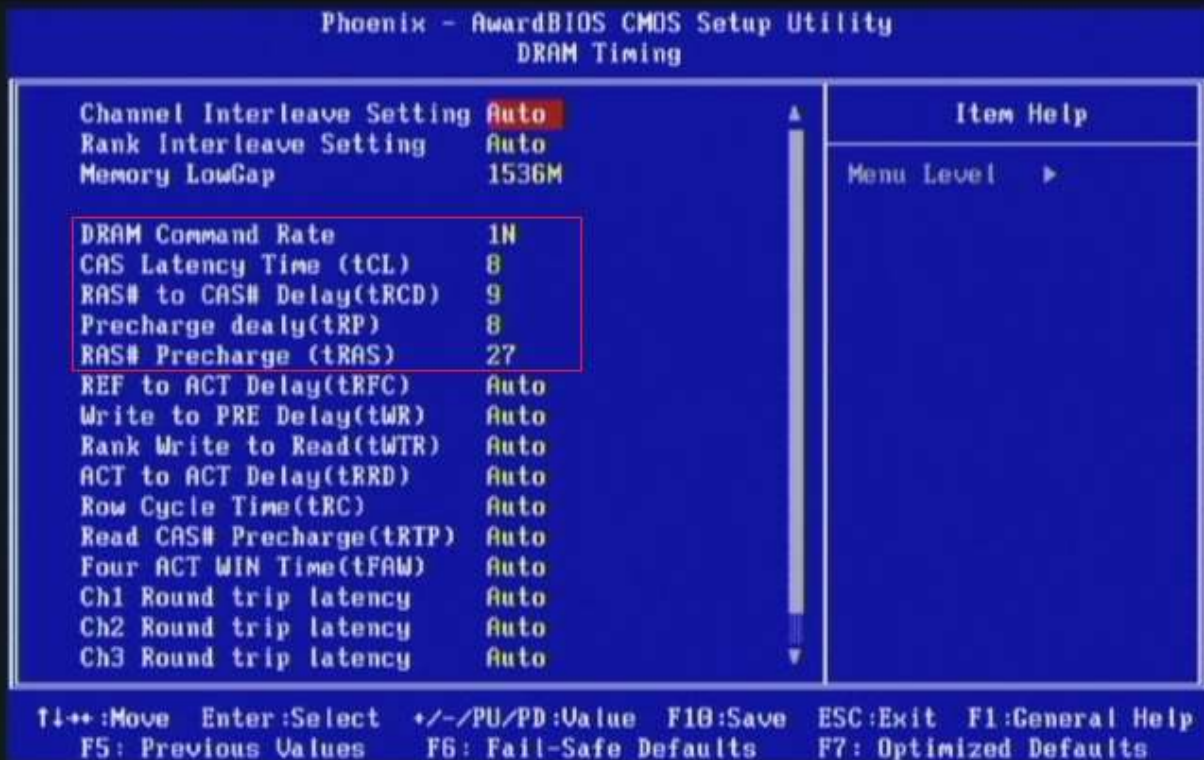 Phoenix - AwardBIOS CMOS Setup Utility
DRAM Timing
Channel Interleave Setting Auto
Rank Interleave Setting Auto
Memory LowGap 1536M
DRAM Command Rate 1N
CAS Latency Time (tCL) 8
RAS# to CAS# Delay(tRCD) 9
Precharge dealy(tRP) 8
RAS# Precharge (tRAS) 27
REF to ACT Delay(tRFC) Auto
Write to PRE Delay(tWR) Auto
Rank Write to Read(tWTR) Auto
ACT to ACT Delay(tRRD) Auto
Row Cycle Time(tRC) Auto
Read CAS# Precharge(tRTP) Auto
Four ACT WIN Time(tFAW) Auto
Ch1 Round trip latency Auto
Ch2 Round trip latency Auto
Ch3 Round trip latency Auto
Item Help
Menu Level ▶
↑↓→←:Move Enter:Select +/-/PU/PD:Value F10:Save ESC:Exit F1:General Help
F5: Previous Values F6: Fail-Safe Defaults F7: Optimized Defaults